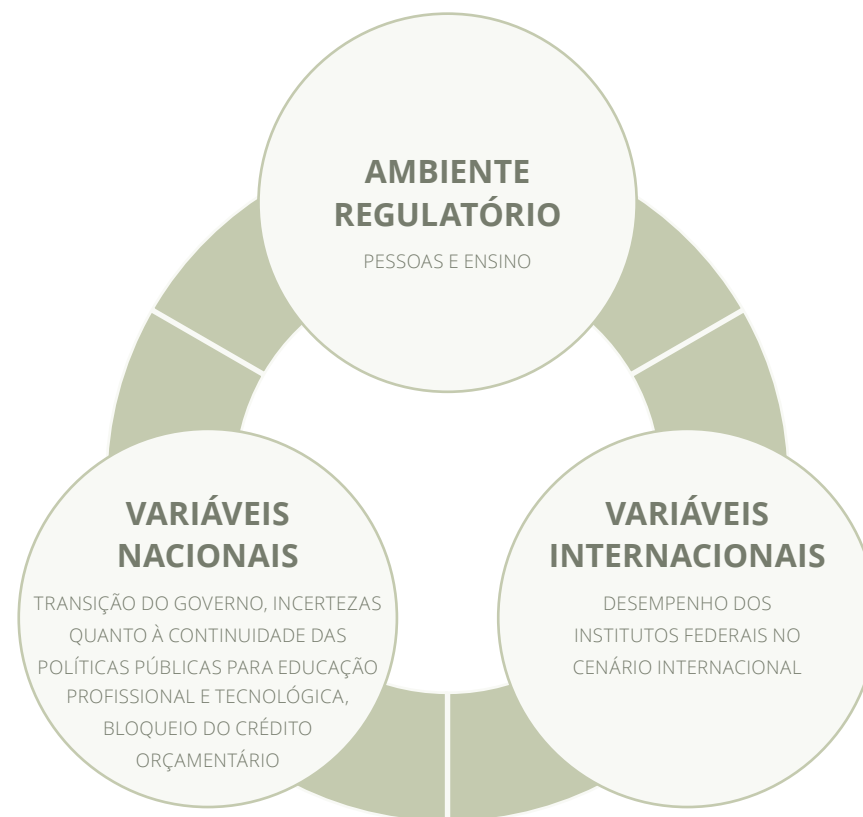 AMBIENTE
REGULATÓRIO
PESSOAS E ENSINO
VARIÁVEIS
NACIONAIS
TRANSIÇÃO DO GOVERNO, INCERTEZAS
QUANTO À CONTINUIDADE DAS
POLÍTICAS PÚBLICAS PARA EDUCAÇÃO
PROFISSIONAL E TECNOLÓGICA,
BLOQUEIO DO CRÉDITO
ORÇAMENTÁRIO
VARIÁVEIS
INTERNACIONAIS
DESEMPENHO DOS
INSTITUTOS FEDERAIS NO
CENÁRIO INTERNACIONAL